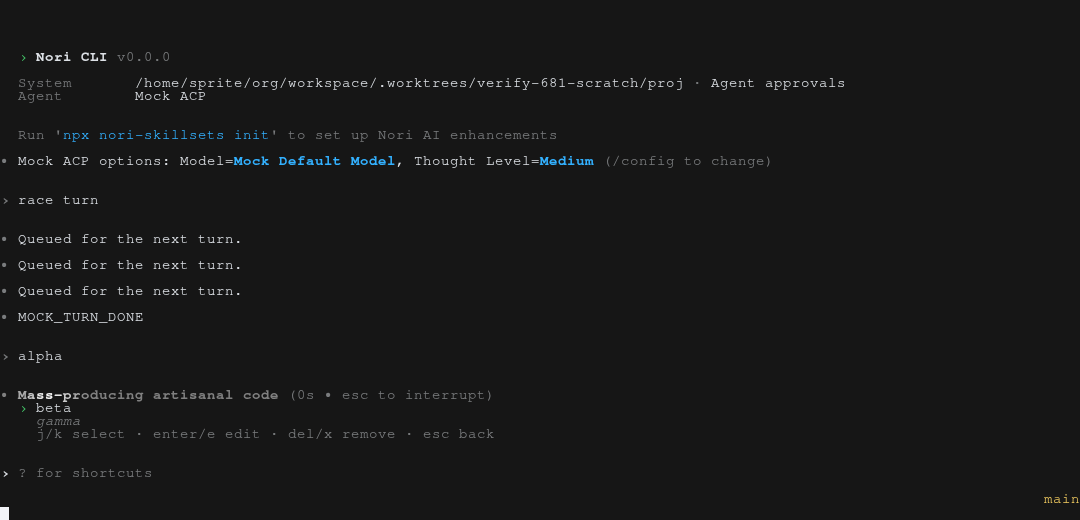 › Nori CLI v0.0.0
System /home/sprite/org/workspace/.worktrees/verify-681-scratch/proj · Agent approvals
Agent Mock ACP
Run 'npx nori-skillsets init' to set up Nori AI enhancements
• Mock ACP options: Model=Mock Default Model, Thought Level=Medium (/config to change)
› race turn
• Queued for the next turn.
• Queued for the next turn.
• Queued for the next turn.
• MOCK_TURN_DONE
› alpha
• Mass-producing artisanal code (0s • esc to interrupt)
› beta
gamma
j/k select · enter/e edit · del/x remove · esc back
› ? for shortcuts
main